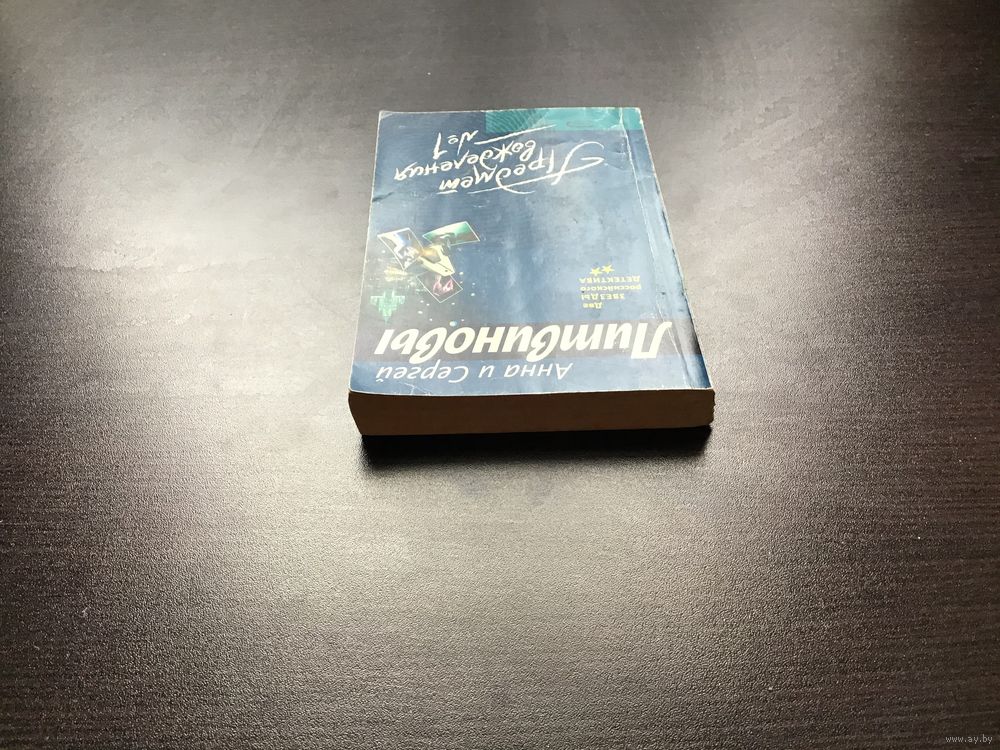 Анна и Сергей
Литвиновы
Две
ЗВЕЗДЫ
российского
ДЕТЕКТИВА
Предмет
вожделения
№1
www.ay.by